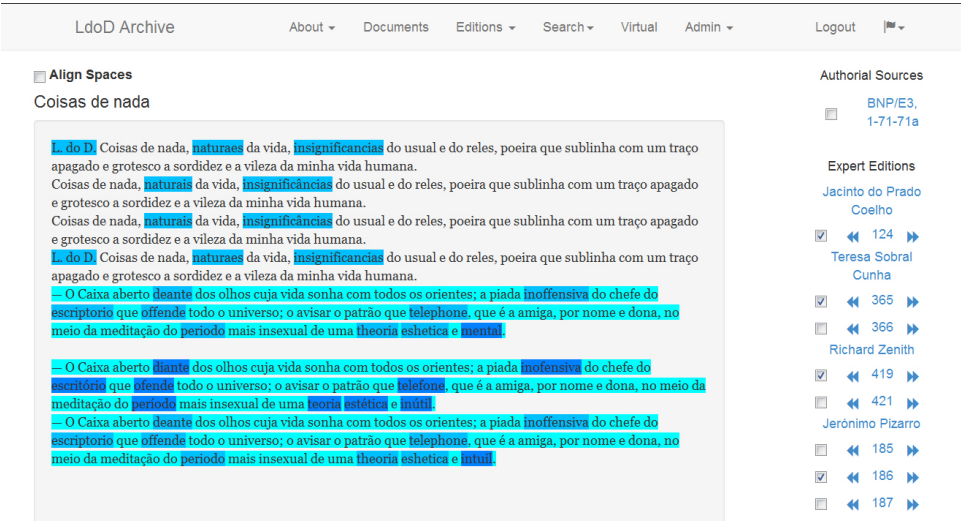 LdoD Archive About Documents Editions Search Virtual Admin Logout
Align Spaces
Coisas de nada
L. do D. Coisas de nada, naturaes da vida, insignificancias do usual e do reles, poeira que sublinha com um traço
apagado e grotesco a sordidez e a vileza da minha vida humana.
Coisas de nada, naturais da vida, insignificâncias do usual e do reles, poeira que sublinha com um traço apagado
e grotesco a sordidez e a vileza da minha vida humana.
Coisas de nada, naturais da vida, insignificâncias do usual e do reles, poeira que sublinha com um traço apagado
e grotesco a sordidez e a vileza da minha vida humana.
L. do D. Coisas de nada, naturaes da vida, insignificancias do usual e do reles, poeira que sublinha com um traço
apagado e grotesco a sordidez e a vileza da minha vida humana.
— O Caixa aberto deante dos olhos cuja vida sonha com todos os orientes; a piada inoffensiva do chefe do
escriptorio que offende todo o universo; o avisar o patrão que telephone, que é a amiga, por nome e dona, no
meio da meditação do periodo mais insexual de uma theoria eshetica e mental.
— O Caixa aberto diante dos olhos cuja vida sonha com todos os orientes; a piada inofensiva do chefe do
escritório que ofende todo o universo; o avisar o patrão que telefone, que é a amiga, por nome e dona, no meio da
meditação do período mais insexual de uma teoria estética e inútil.
— O Caixa aberto deante dos olhos cuja vida sonha com todos os orientes; a piada inoffensiva do chefe do
escriptorio que offende todo o universo; o avisar o patrão que telephone, que é a amiga, por nome e dona, no
meio da meditação do periodo mais insexual de uma theoria eshetica e intuil.
Authorial Sources
BNP/E3,
1-71-71a
Expert Editions
Jacinto do Prado
Coelho
124
Teresa Sobral
Cunha
365
366
Richard Zenith
419
421
Jerónimo Pizarro
185
186
187